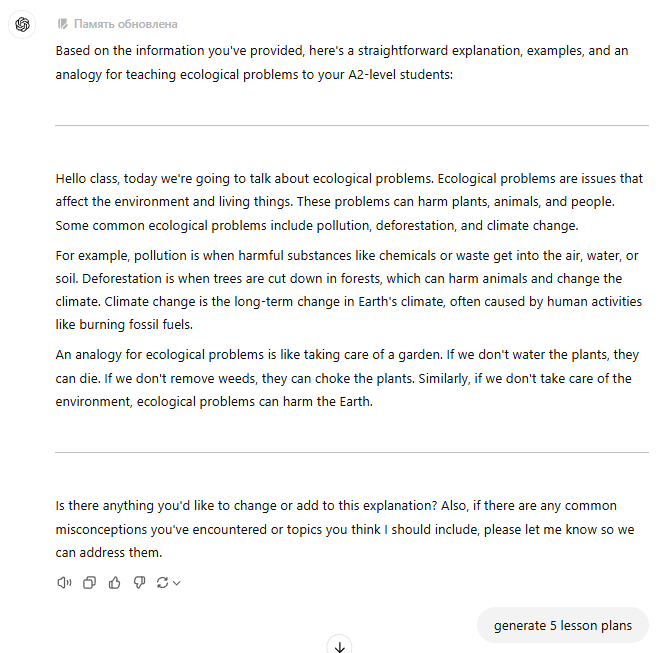 Память обновлена
Based on the information you've provided, here's a straightforward explanation, examples, and an
analogy for teaching ecological problems to your A2-level students:
Hello class, today we're going to talk about ecological problems. Ecological problems are issues that
affect the environment and living things. These problems can harm plants, animals, and people.
Some common ecological problems include pollution, deforestation, and climate change.
For example, pollution is when harmful substances like chemicals or waste get into the air, water, or
soil. Deforestation is when trees are cut down in forests, which can harm animals and change the
climate. Climate change is the long-term change in Earth's climate, often caused by human activities
like burning fossil fuels.
An analogy for ecological problems is like taking care of a garden. If we don't water the plants, they
can die. If we don't remove weeds, they can choke the plants. Similarly, if we don't take care of the
environment, ecological problems can harm the Earth.
Is there anything you'd like to change or add to this explanation? Also, if there are any common
misconceptions you've encountered or topics you think I should include, please let me know so we
can address them.
generate 5 lesson plans